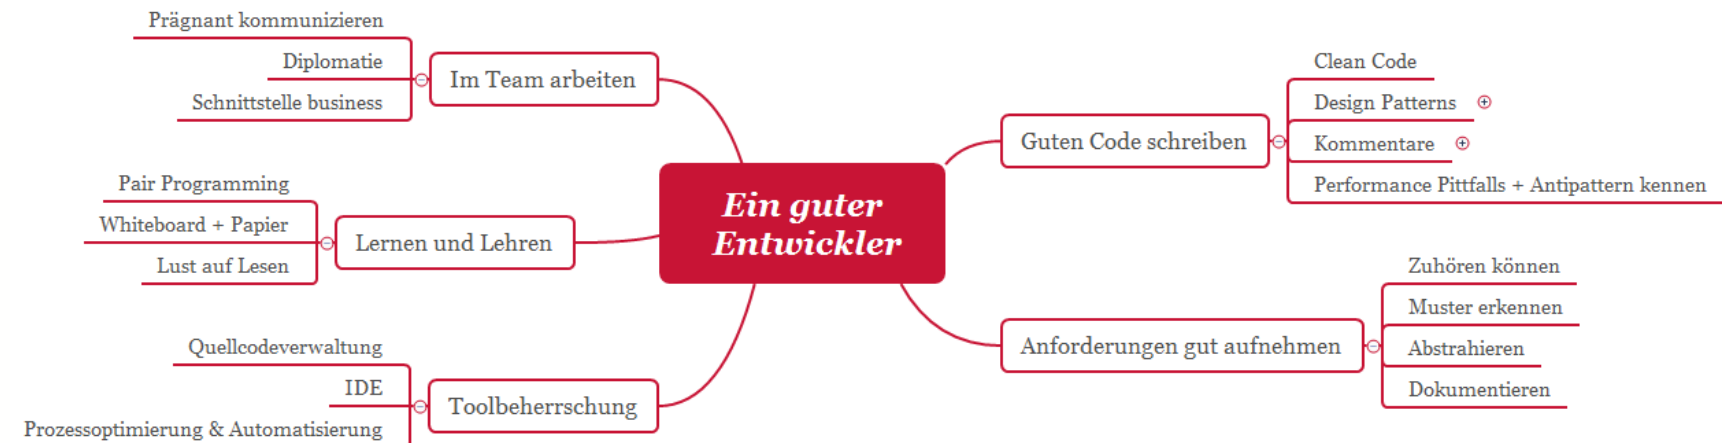 Prägnant kommunizieren
Diplomatie
Schnittstelle business
Im Team arbeiten
Pair Programming
Whiteboard + Papier
Lust auf Lesen
Lernen und Lehren
Quellcodeverwaltung
IDE
Prozessoptimierung & Automatisierung
Toolbeherrschung
Ein guter
Entwickler
Guten Code schreiben
Clean Code
Design Patterns
Kommentare
Performance Pittfalls + Antipattern kennen
Anforderungen gut aufnehmen
Zuhören können
Muster erkennen
Abstrahieren
Dokumentieren